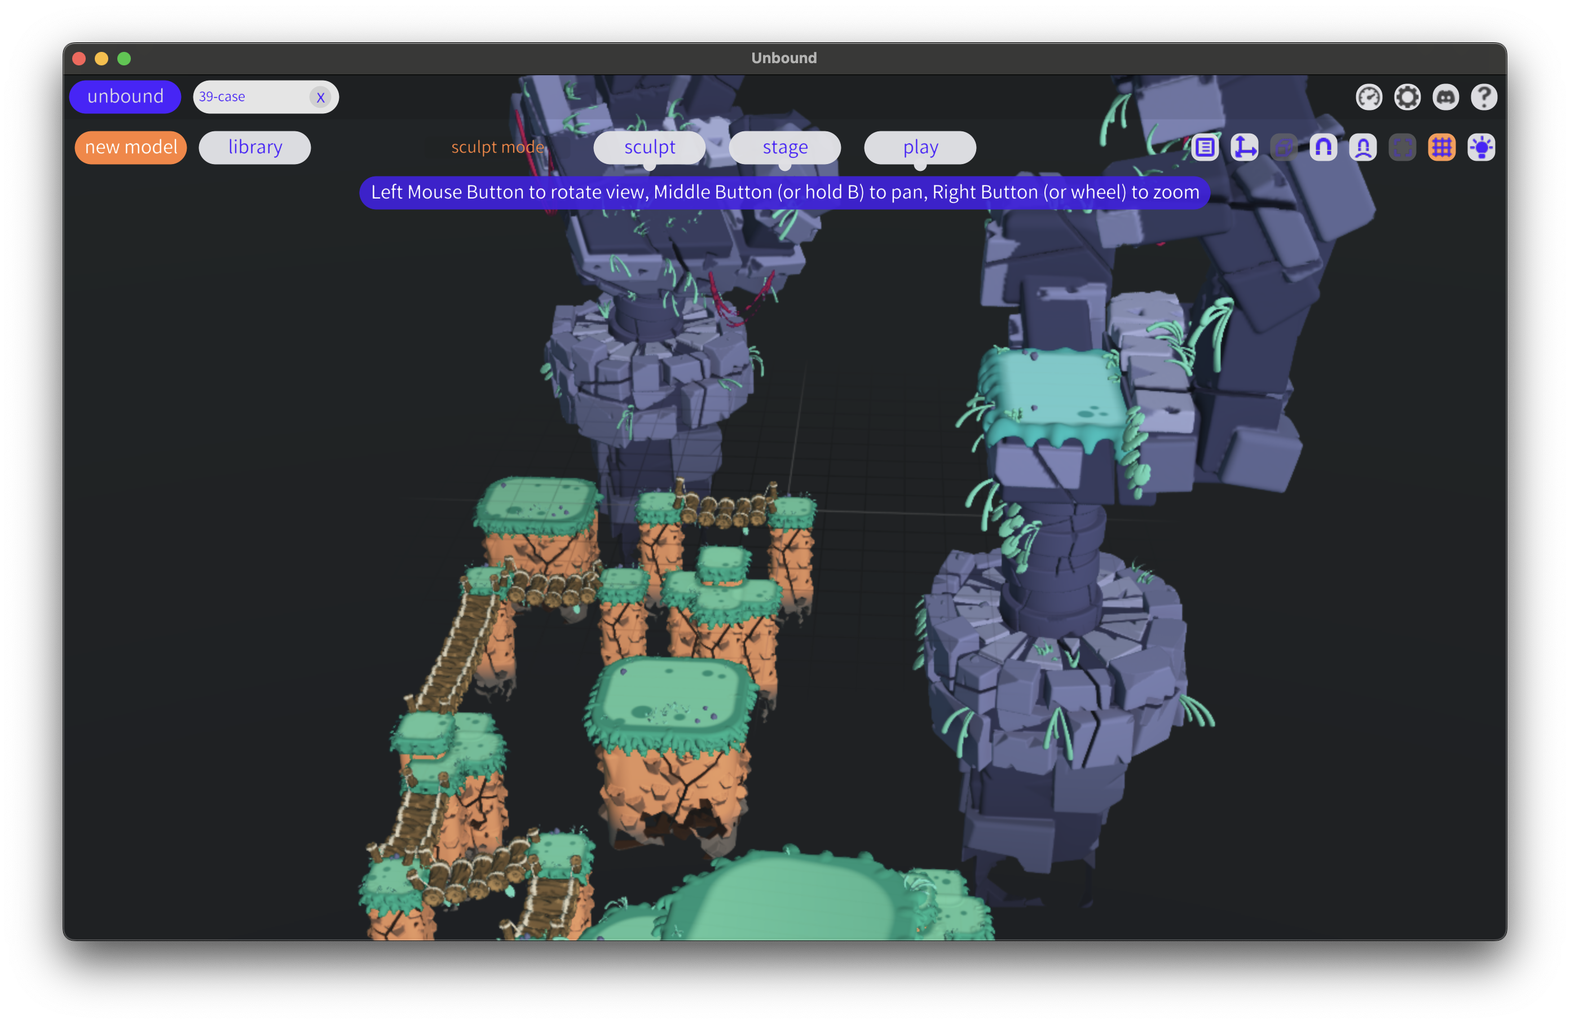 Unbound
unbound
39-case
X
new model
library
sculpt mode
sculpt
stage
play
Left Mouse Button to rotate view, Middle Button (or hold B) to pan, Right Button (or wheel) to zoom
?